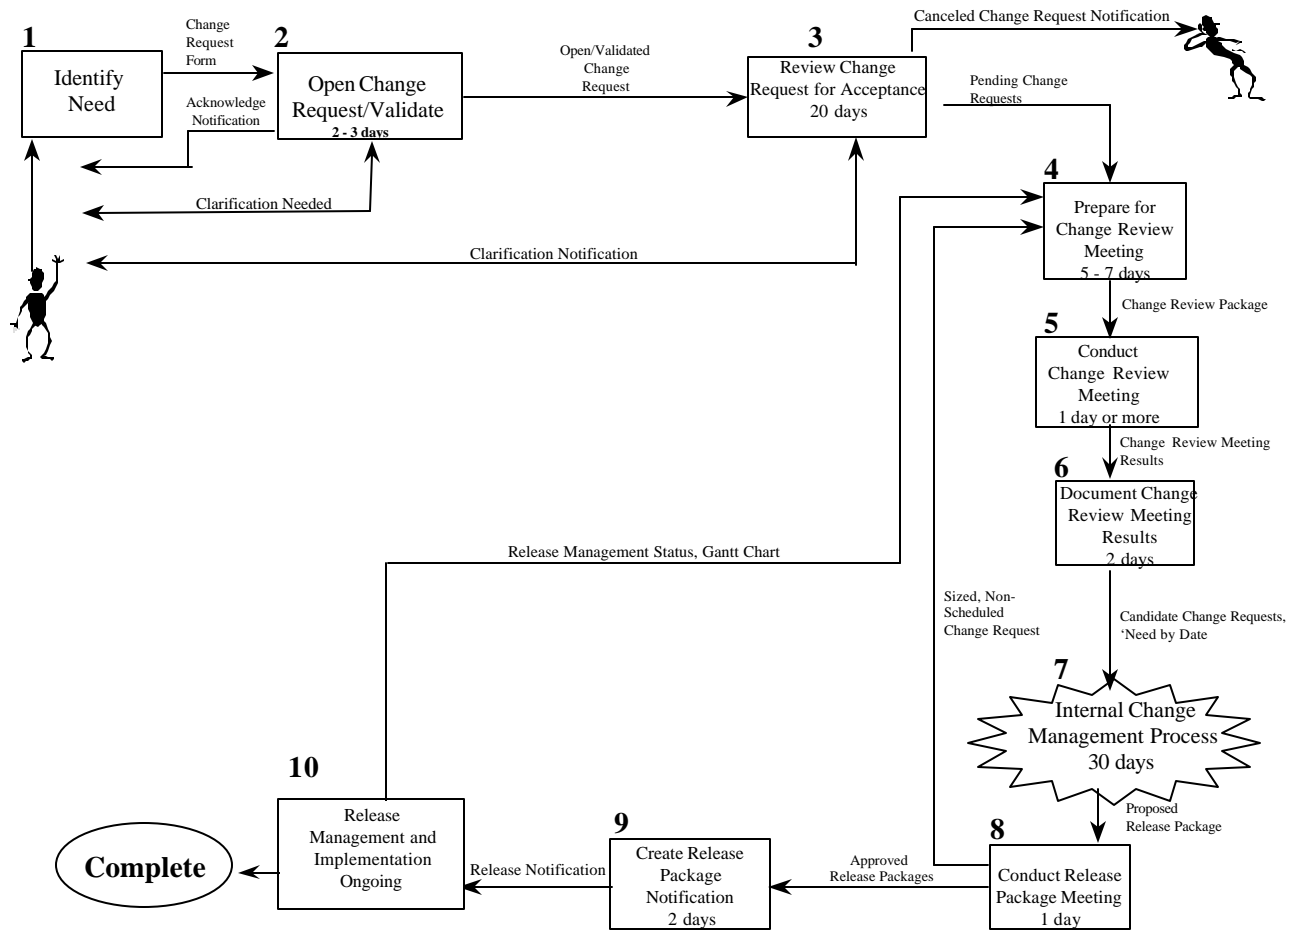 1
Identify
Need
Change
Request
Form
2
Open Change
Request/Validate
2 - 3 days
Acknowledge
Notification
Clarification Needed
Clarification Notification
Open/Validated
Change
Request
3
Review Change
Request for Acceptance
20 days
Canceled Change Request Notification
Pending Change
Requests
4
Prepare for
Change Review
Meeting
5 - 7 days
Change Review Package
5
Conduct
Change Review
Meeting
1 day or more
Change Review Meeting
Results
6
Document Change
Review Meeting
Results
2 days
Candidate Change Requests,
‘Need by Date
7
Internal Change
Management Process
30 days
Proposed
Release Package
8
Conduct Release
Package Meeting
1 day
Sized, Non-
Scheduled
Change Request
Approved
Release Packages
9
Create Release
Package
Notification
2 days
Release Notification
10
Release
Management and
Implementation
Ongoing
Release Management Status, Gantt Chart
Complete